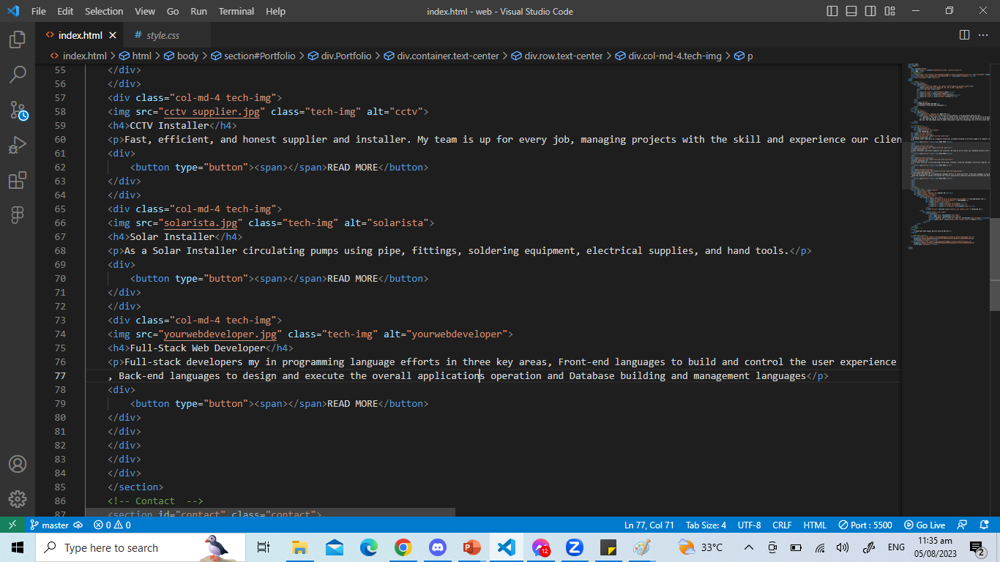 File Edit Selection View Go Run Terminal Help index.html - web - Visual Studio Code
index.html style.css
index.html > html > body > section#Portfolio > div.Portfolio > div.container.text-center > div.row.text-center > div.col-md-4.tech-img > p
55 </div>
56 </div>
57 <div class="col-md-4 tech-img">
58 <img src="cctv supplier.jpg" class="tech-img" alt="cctv">
59 <h4>CCTV Installer</h4>
60 <p>Fast, efficient, and honest supplier and installer. My team is up for every job, managing projects with the skill and experience our clien
61 <div>
62 <button type="button"><span></span>READ MORE</button>
63 </div>
64 </div>
65 <div class="col-md-4 tech-img">
66 <img src="solarista.jpg" class="tech-img" alt="solarista">
67 <h4>Solar Installer</h4>
68 <p>As a Solar Installer circulating pumps using pipe, fittings, soldering equipment, electrical supplies, and hand tools.</p>
69 <div>
70 <button type="button"><span></span>READ MORE</button>
71 </div>
72 </div>
73 <div class="col-md-4 tech-img">
74 <img src="yourwebdeveloper.jpg" class="tech-img" alt="yourwebdeveloper">
75 <h4>Full-Stack Web Developer</h4>
76 <p>Full-stack developers my in programming language efforts in three key areas, Front-end languages to build and control the user experience
77 , Back-end languages to design and execute the overall applications operation and Database building and management languages</p>
78 <div>
79 <button type="button"><span></span>READ MORE</button>
80 </div>
81 </div>
82 </div>
83 </div>
84 </div>
85 </section>
86 <!-- Contact -->
87 <section id="contact" class="contact">
master 0 0 Ln 77, Col 71 Tab Size: 4 UTF-8 CRLF HTML Port : 5500 Go Live
Type here to search 12 33°C ENG 11:35 am
05/08/2023 2